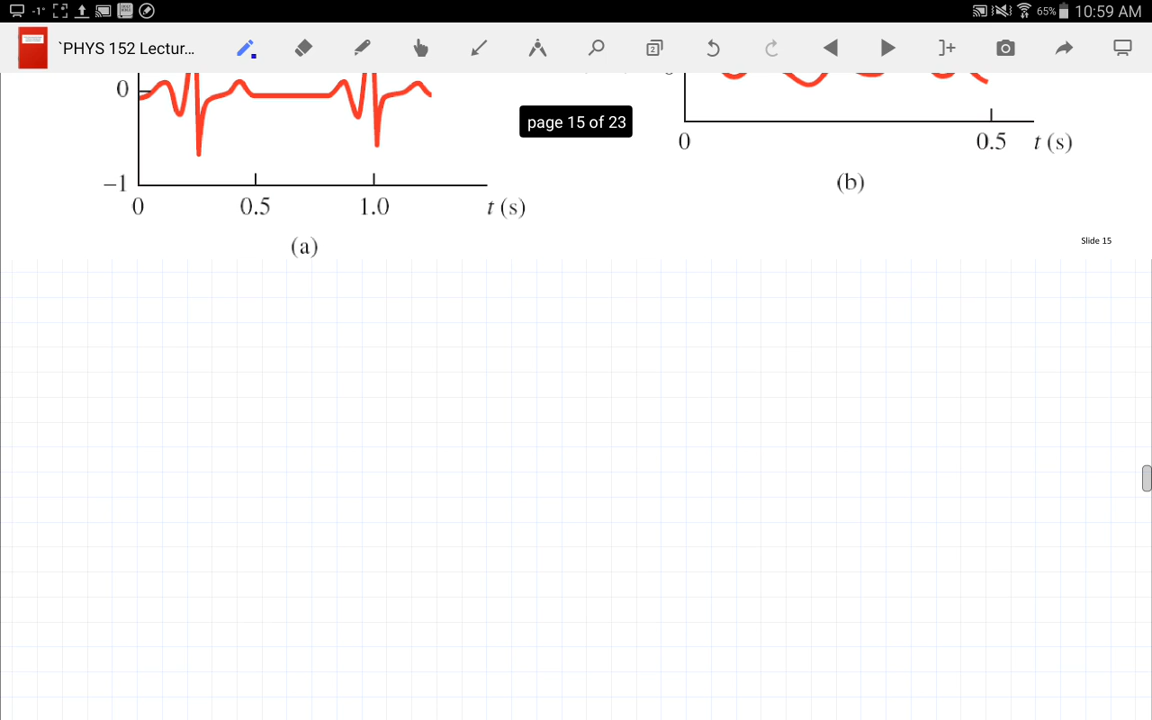 -1° 65% 10:59 AM
`PHYS 152 Lectur... 2 ]+
0
page 15 of 23
0 0.5 t (s)
-1
0 0.5 1.0 t (s)
(b)
(a)
Slide 15